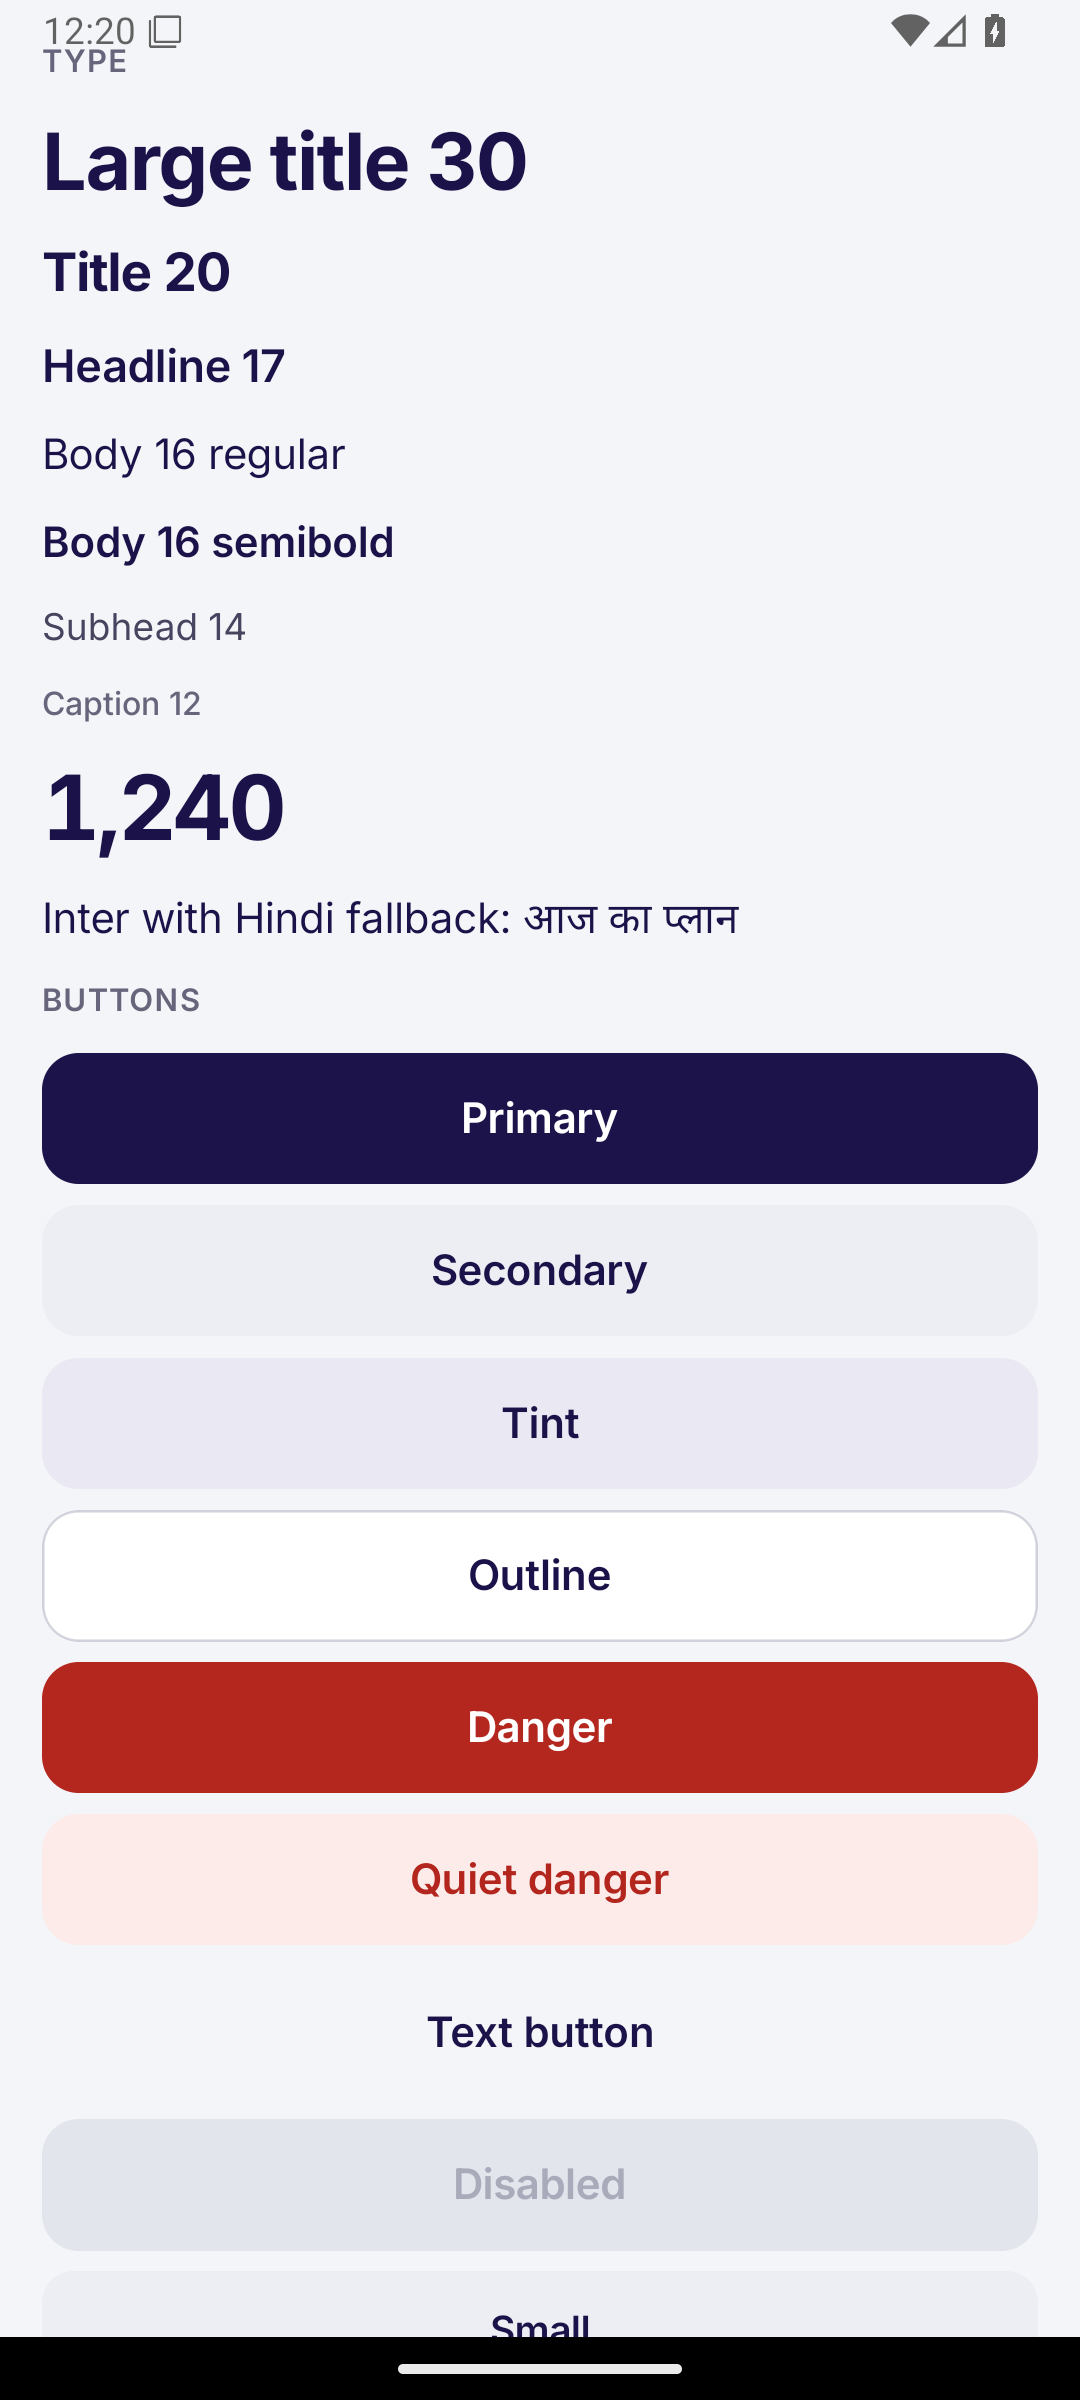 12:20
TYPE
Large title 30
Title 20
Headline 17
Body 16 regular
Body 16 semibold
Subhead 14
Caption 12
1,240
Inter with Hindi fallback: आज का प्लान
BUTTONS
Primary
Secondary
Tint
Outline
Danger
Quiet danger
Text button
Disabled
Small